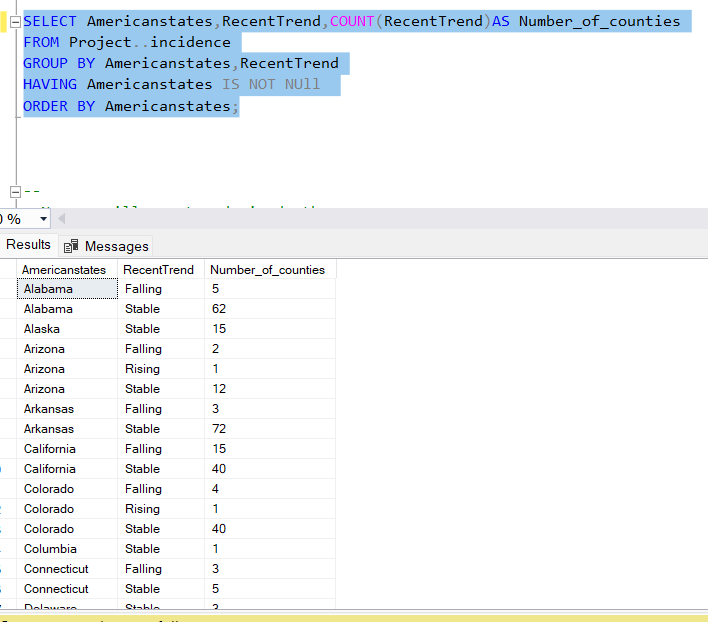 SELECT Americanstates,RecentTrend,COUNT(RecentTrend)AS Number_of_counties
FROM Project..incidence
GROUP BY Americanstates,RecentTrend
HAVING Americanstates IS NOT NUll
ORDER BY Americanstates;
--
0 %
Results Messages
Americanstates RecentTrend Number_of_counties
Alabama Falling 5
Alabama Stable 62
Alaska Stable 15
Arizona Falling 2
Arizona Rising 1
Arizona Stable 12
Arkansas Falling 3
Arkansas Stable 72
California Falling 15
California Stable 40
Colorado Falling 4
Colorado Rising 1
Colorado Stable 40
Columbia Stable 1
Connecticut Falling 3
Connecticut Stable 5
Delaware Stable 3